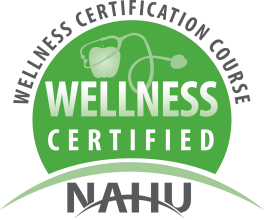 WELLNESS CERTIFICATION COURSE
WELLNESS
CERTIFIED
NAHU